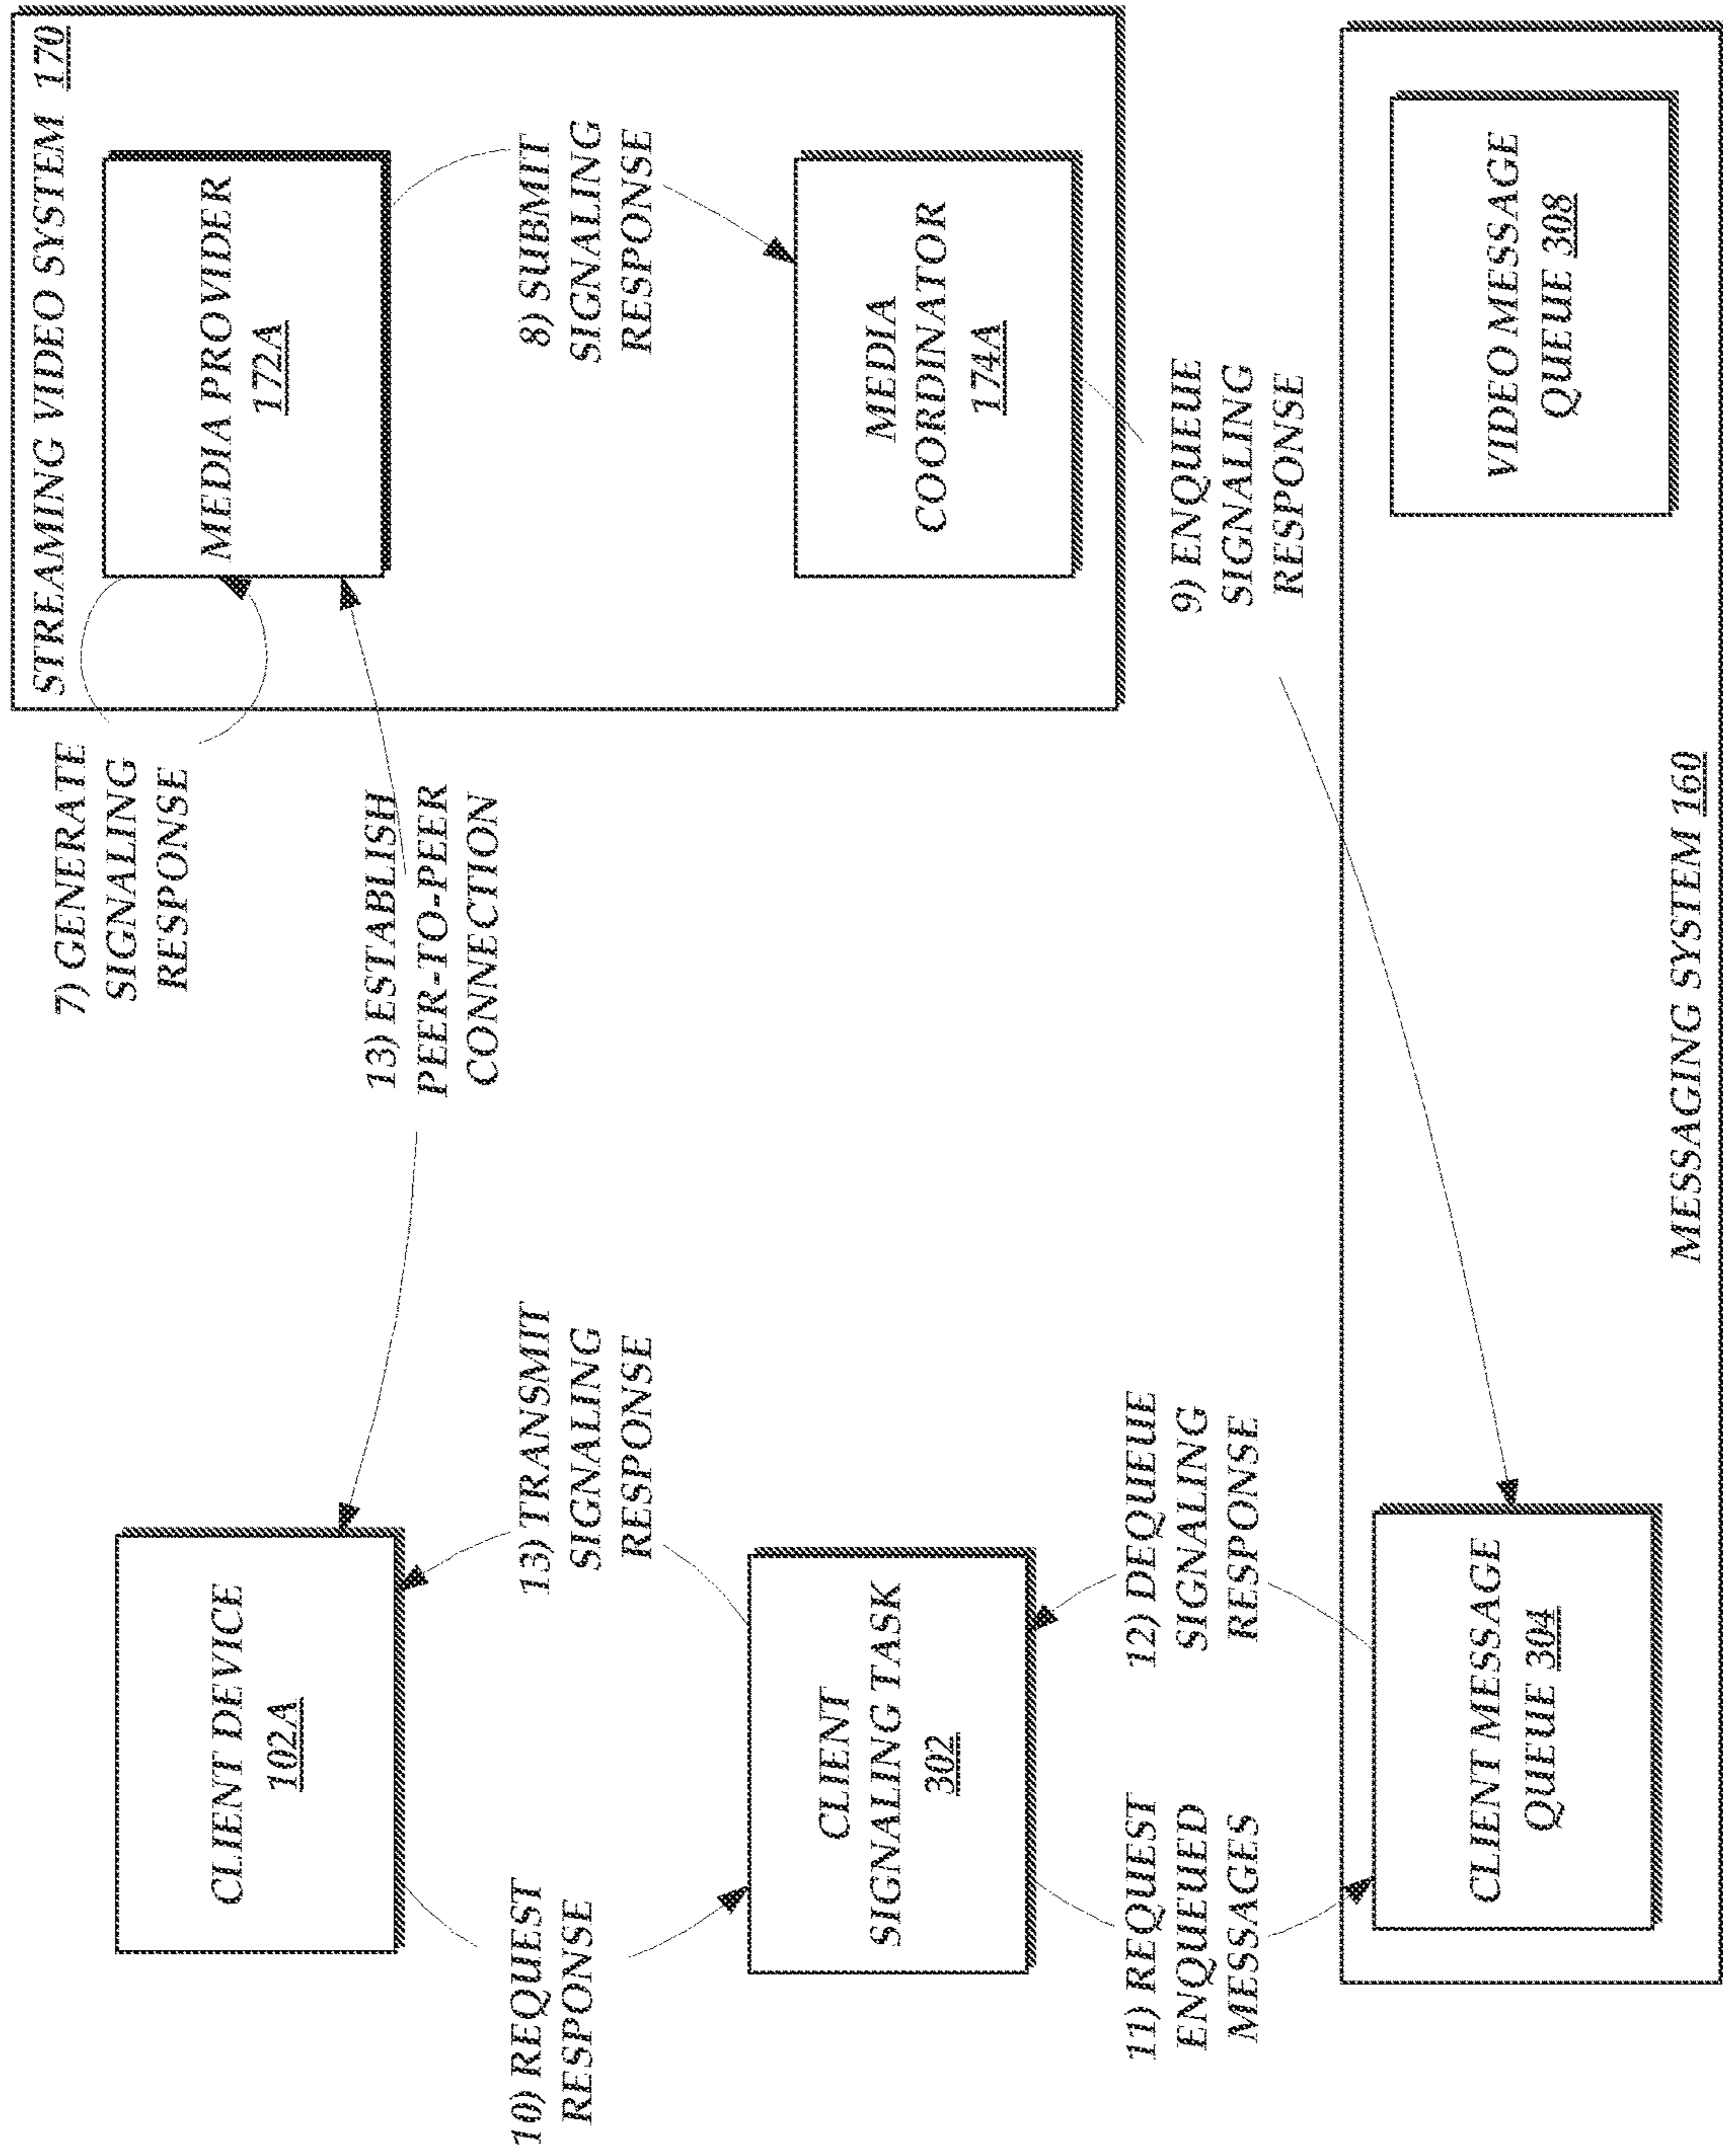 STREAMING VIDEO SYSTEM 170
7) GENERATE
SIGNALING
RESPONSE
CLIENT DEVICE
102A
MEDIA PROVIDER
172A
13) ESTABLISH
PEER-TO-PEER
CONNECTION
10) REQUEST
RESPONSE
13) TRANSMIT
SIGNALING
RESPONSE
8) SUBMIT
SIGNALING
RESPONSE
CLIENT
SIGNALING TASK
302
MEDIA
COORDINATOR
174A
11) REQUEST
ENQUEUED
MESSAGES
12) DEQUEUE
SIGNALING
RESPONSE
9) ENQUEUE
SIGNALING
RESPONSE
CLIENT MESSAGE
QUEUE 304
VIDEO MESSAGE
QUEUE 308
MESSAGING SYSTEM 160